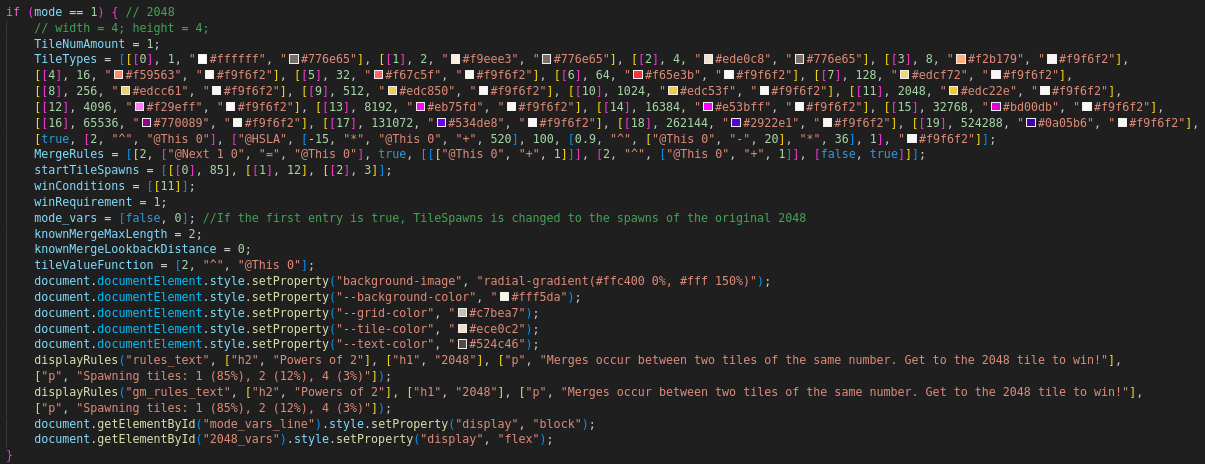 if (mode == 1) { // 2048
// width = 4; height = 4;
TileNumAmount = 1;
TileTypes = [[[0], 1, "#ffffff", "#776e65"], [[1], 2, "#f9eee3", "#776e65"], [[2], 4, "#ede0c8", "#776e65"], [[3], 8, "#f2b179", "#f9f6f2"],
[[4], 16, "#f59563", "#f9f6f2"], [[5], 32, "#f67c5f", "#f9f6f2"], [[6], 64, "#f65e3b", "#f9f6f2"], [[7], 128, "#edcf72", "#f9f6f2"],
[[8], 256, "#edcc61", "#f9f6f2"], [[9], 512, "#edc850", "#f9f6f2"], [[10], 1024, "#edc53f", "#f9f6f2"], [[11], 2048, "#edc22e", "#f9f6f2"],
[[12], 4096, "#f29eff", "#f9f6f2"], [[13], 8192, "#eb75fd", "#f9f6f2"], [[14], 16384, "#e53bff", "#f9f6f2"], [[15], 32768, "#bd00db", "#f9f6f2"],
[[16], 65536, "#770089", "#f9f6f2"], [[17], 131072, "#534de8", "#f9f6f2"], [[18], 262144, "#2922e1", "#f9f6f2"], [[19], 524288, "#0a05b6", "#f9f6f2"],
[true, [2, "^", "@This 0"], ["@HSLA", [-15, "*", "@This 0", "+", 520], 100, [0.9, "^", ["@This 0", "-", 20], "*", 36], 1], "#f9f6f2"]];
MergeRules = [[2, ["@Next 1 0", "=", "@This 0"], true, [[["@This 0", "+", 1]]], [2, "^", ["@This 0", "+", 1]], [false, true]]];
startTileSpawns = [[[0], 85], [[1], 12], [[2], 3]];
winConditions = [[11]];
winRequirement = 1;
mode_vars = [false, 0]; //If the first entry is true, TileSpawns is changed to the spawns of the original 2048
knownMergeMaxLength = 2;
knownMergeLookbackDistance = 0;
tileValueFunction = [2, "^", "@This 0"];
document.documentElement.style.setProperty("background-image", "radial-gradient(#ffc400 0%, #fff 150%)");
document.documentElement.style.setProperty("--background-color", "#fff5da");
document.documentElement.style.setProperty("--grid-color", "#c7bea7");
document.documentElement.style.setProperty("--tile-color", "#ece0c2");
document.documentElement.style.setProperty("--text-color", "#524c46");
displayRules("rules_text", ["h2", "Powers of 2"], ["h1", "2048"], ["p", "Merges occur between two tiles of the same number. Get to the 2048 tile to win!"],
["p", "Spawning tiles: 1 (85%), 2 (12%), 4 (3%)"]);
displayRules("gm_rules_text", ["h2", "Powers of 2"], ["h1", "2048"], ["p", "Merges occur between two tiles of the same number. Get to the 2048 tile to win!"],
["p", "Spawning tiles: 1 (85%), 2 (12%), 4 (3%)"]);
document.getElementById("mode_vars_line").style.setProperty("display", "block");
document.getElementById("2048_vars").style.setProperty("display", "flex");
}